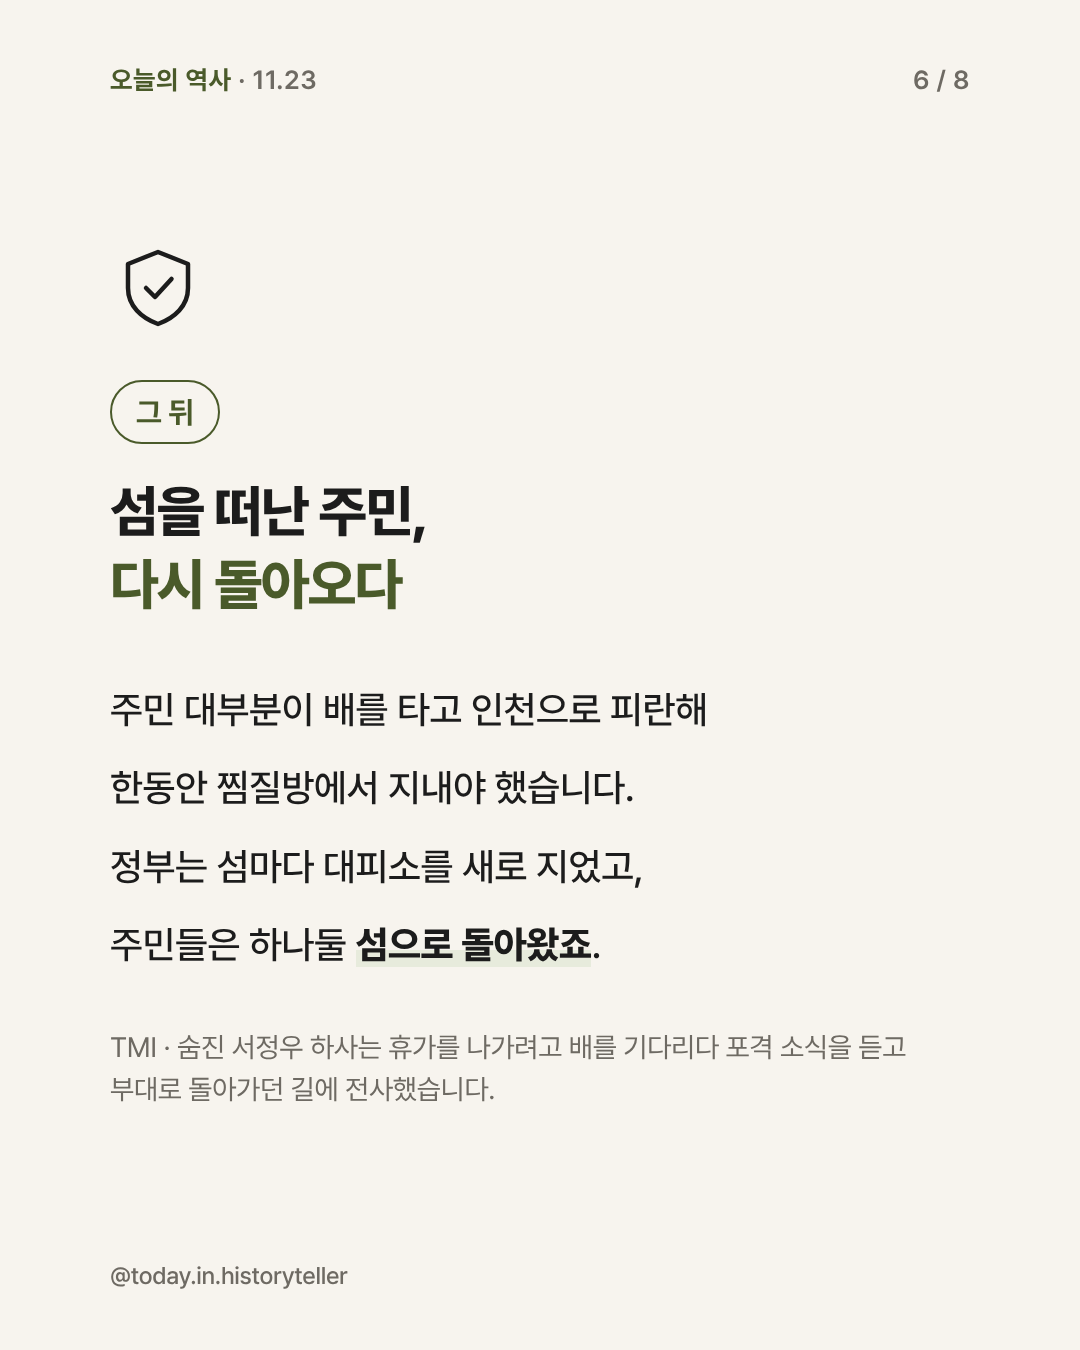 오늘의 역사 · 11.23
6 / 8
그 뒤
섬을 떠난 주민,
다시 돌아오다
주민 대부분이 배를 타고 인천으로 피란해
한동안 찜질방에서 지내야 했습니다.
정부는 섬마다 대피소를 새로 지었고,
주민들은 하나둘 섬으로 돌아왔죠.
TMI · 숨진 서정우 하사는 휴가를 나가려고 배를 기다리다 포격 소식을 듣고
부대로 돌아가던 길에 전사했습니다.
@today.in.historyteller